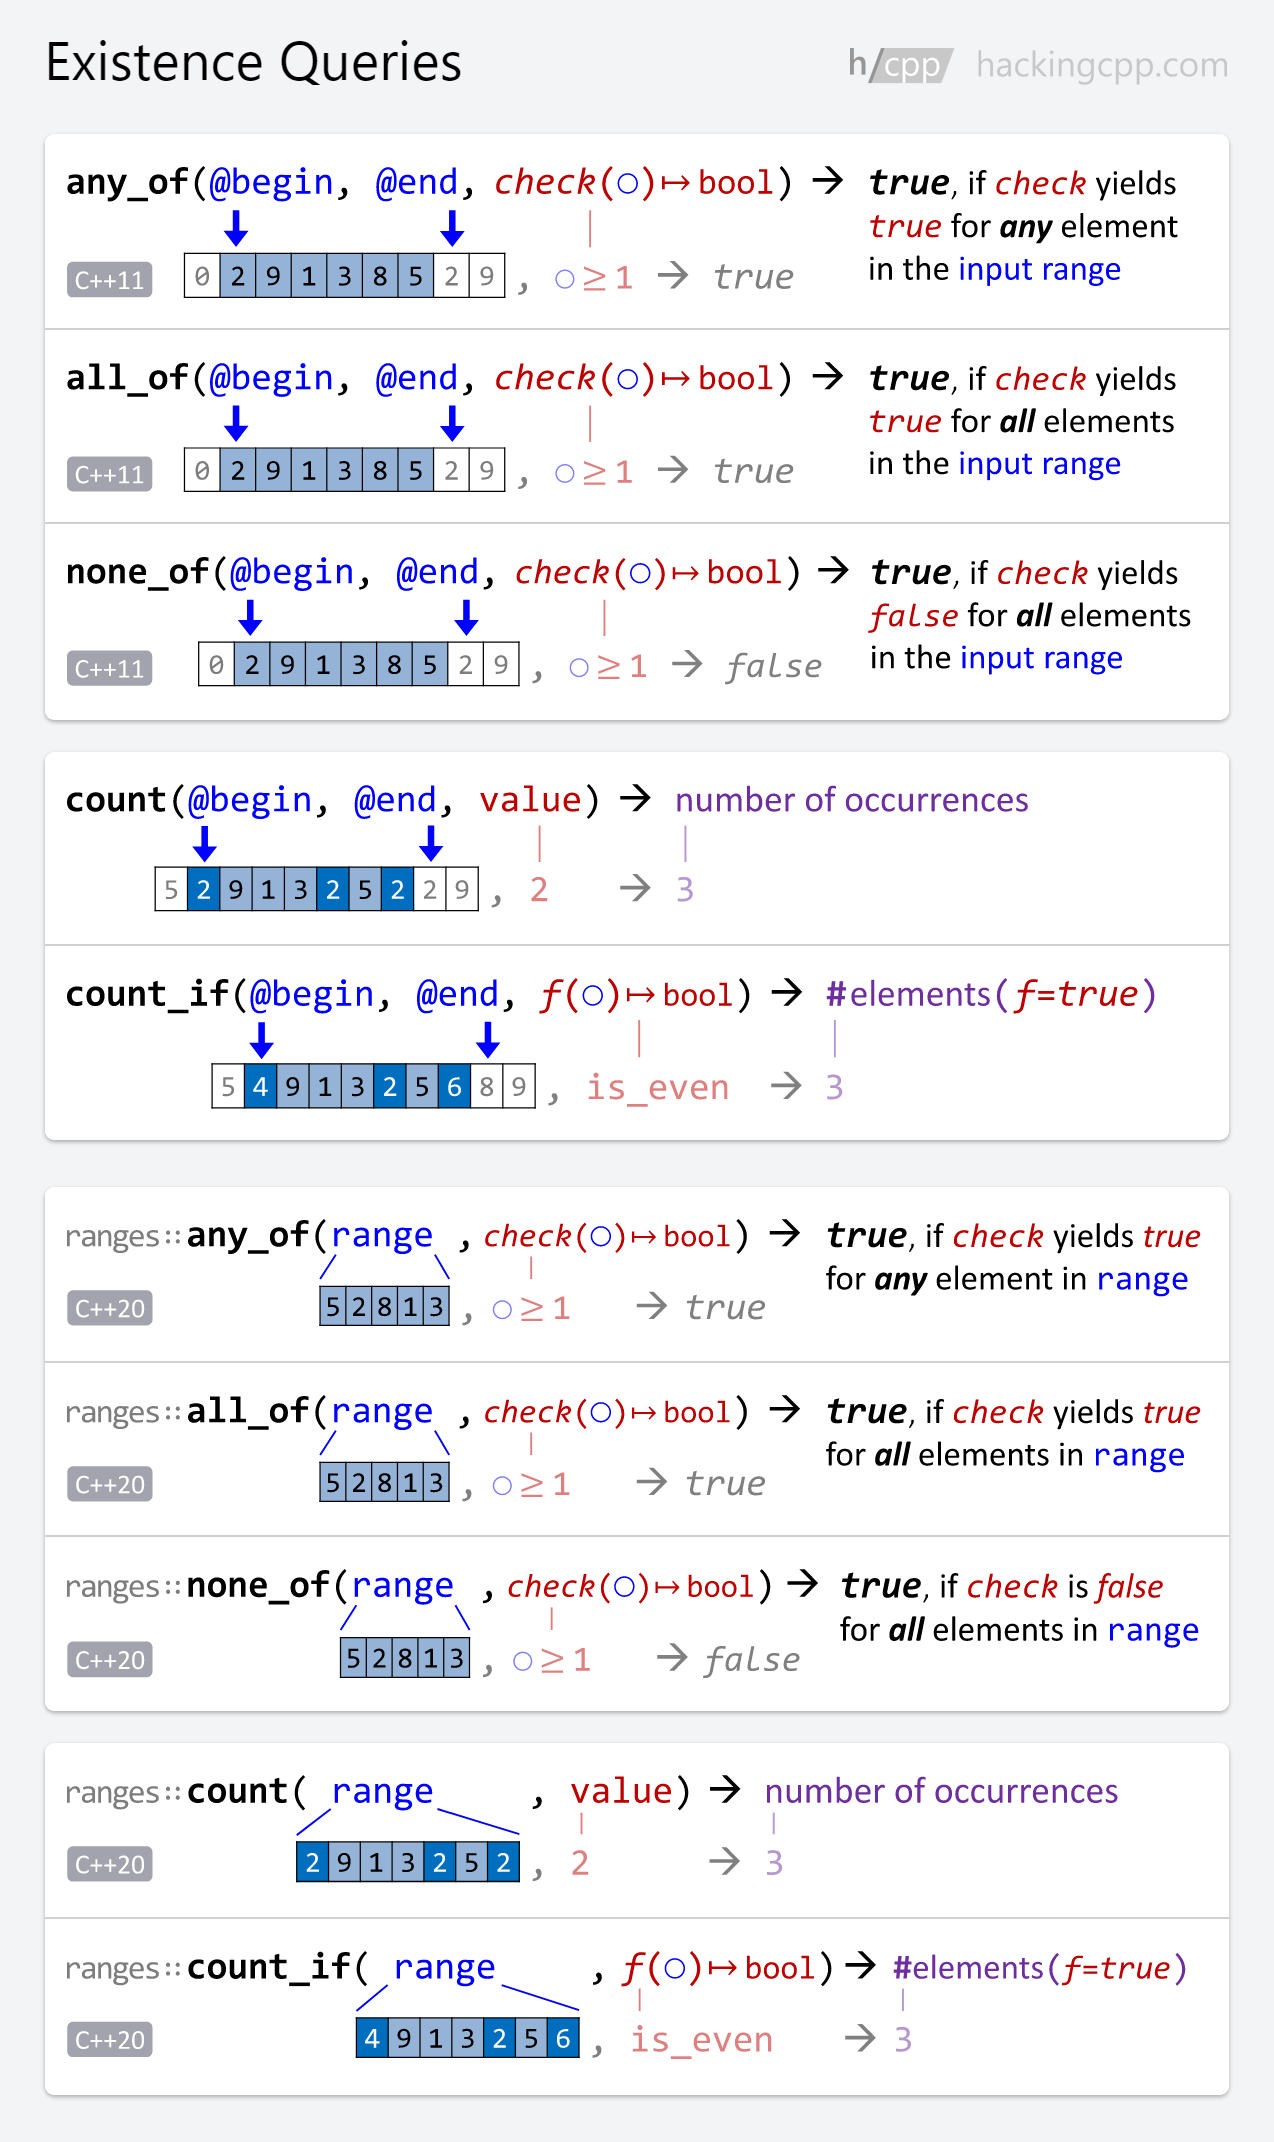 Existence Queries
h/cpp hackingcpp.com
any_of(@begin, @end, check(○)↦bool) → true, if check yields
true for any element
in the input range
C++11 0 2 9 1 3 8 5 2 9 , ○ ≥ 1 → true
all_of(@begin, @end, check(○)↦bool) → true, if check yields
true for all elements
in the input range
C++11 0 2 9 1 3 8 5 2 9 , ○ ≥ 1 → true
none_of(@begin, @end, check(○)↦bool) → true, if check yields
false for all elements
in the input range
C++11 0 2 9 1 3 8 5 2 9 , ○ ≥ 1 → false
count(@begin, @end, value) → number of occurrences
5 2 9 1 3 2 5 2 2 9 , 2 → 3
count_if(@begin, @end, f(○)↦bool) → #elements(f=true)
5 4 9 1 3 2 5 6 8 9 , is_even → 3
ranges::any_of(range , check(○)↦bool) → true, if check yields true
for any element in range
C++20 5 2 8 1 3 , ○ ≥ 1 → true
ranges::all_of(range , check(○)↦bool) → true, if check yields true
for all elements in range
C++20 5 2 8 1 3 , ○ ≥ 1 → true
ranges::none_of(range , check(○)↦bool) → true, if check is false
for all elements in range
C++20 5 2 8 1 3 , ○ ≥ 1 → false
ranges::count( range , value) → number of occurrences
C++20 2 9 1 3 2 5 2 , 2 → 3
ranges::count_if( range , f(○)↦bool) → #elements(f=true)
C++20 4 9 1 3 2 5 6 , is_even → 3